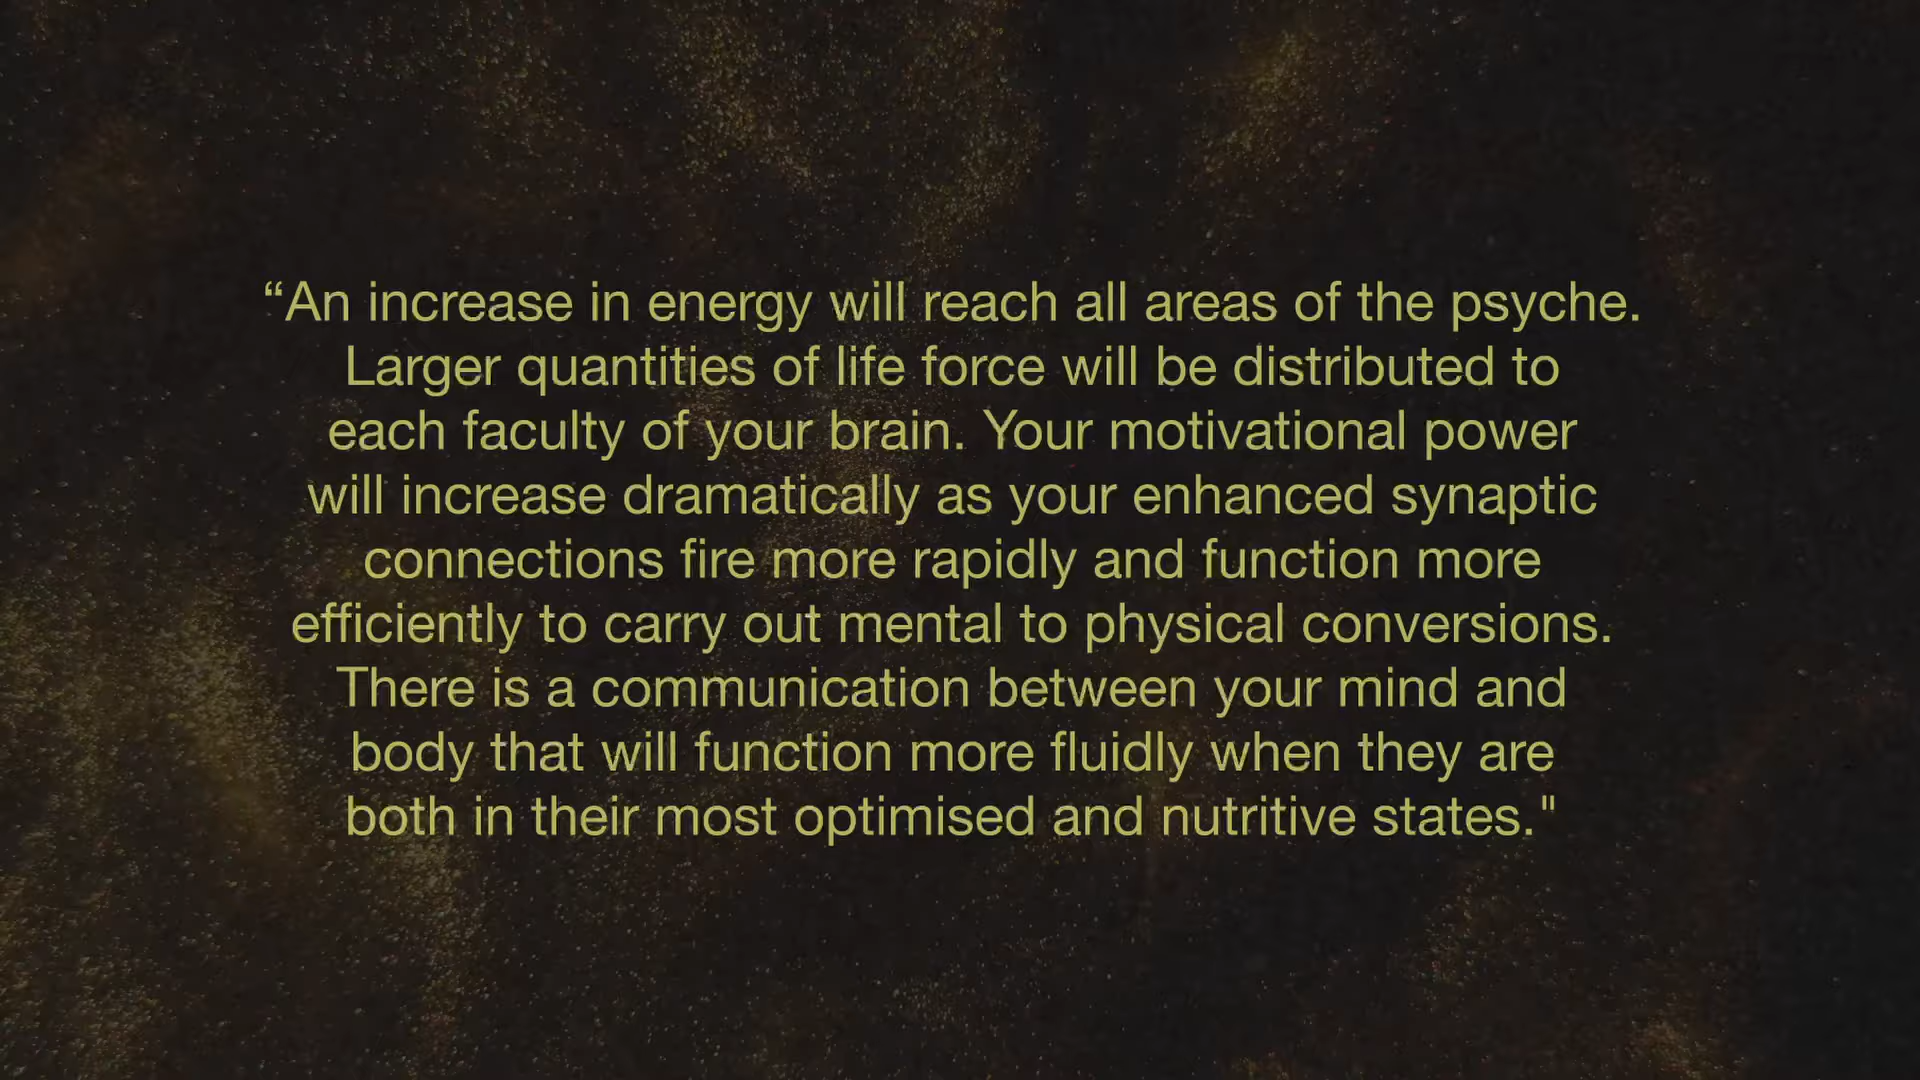 “An increase in energy will reach all areas of the psyche.
Larger quantities of life force will be distributed to
each faculty of your brain. Your motivational power
will increase dramatically as your enhanced synaptic
connections fire more rapidly and function more
efficiently to carry out mental to physical conversions.
There is a communication between your mind and
body that will function more fluidly when they are
both in their most optimised and nutritive states."